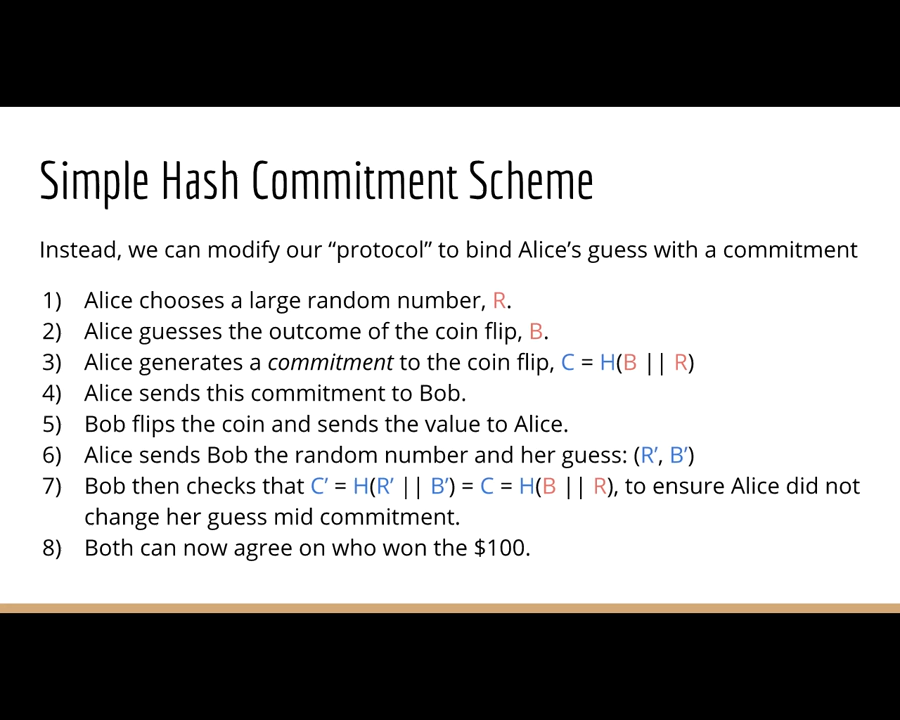 Simple Hash Commitment Scheme
Instead, we can modify our “protocol” to bind Alice’s guess with a commitment
1) Alice chooses a large random number, R.
2) Alice guesses the outcome of the coin flip, B.
3) Alice generates a commitment to the coin flip, C = H(B || R)
4) Alice sends this commitment to Bob.
5) Bob flips the coin and sends the value to Alice.
6) Alice sends Bob the random number and her guess: (R’, B’)
7) Bob then checks that C’ = H(R’ || B’) = C = H(B || R), to ensure Alice did not
change her guess mid commitment.
8) Both can now agree on who won the $100.